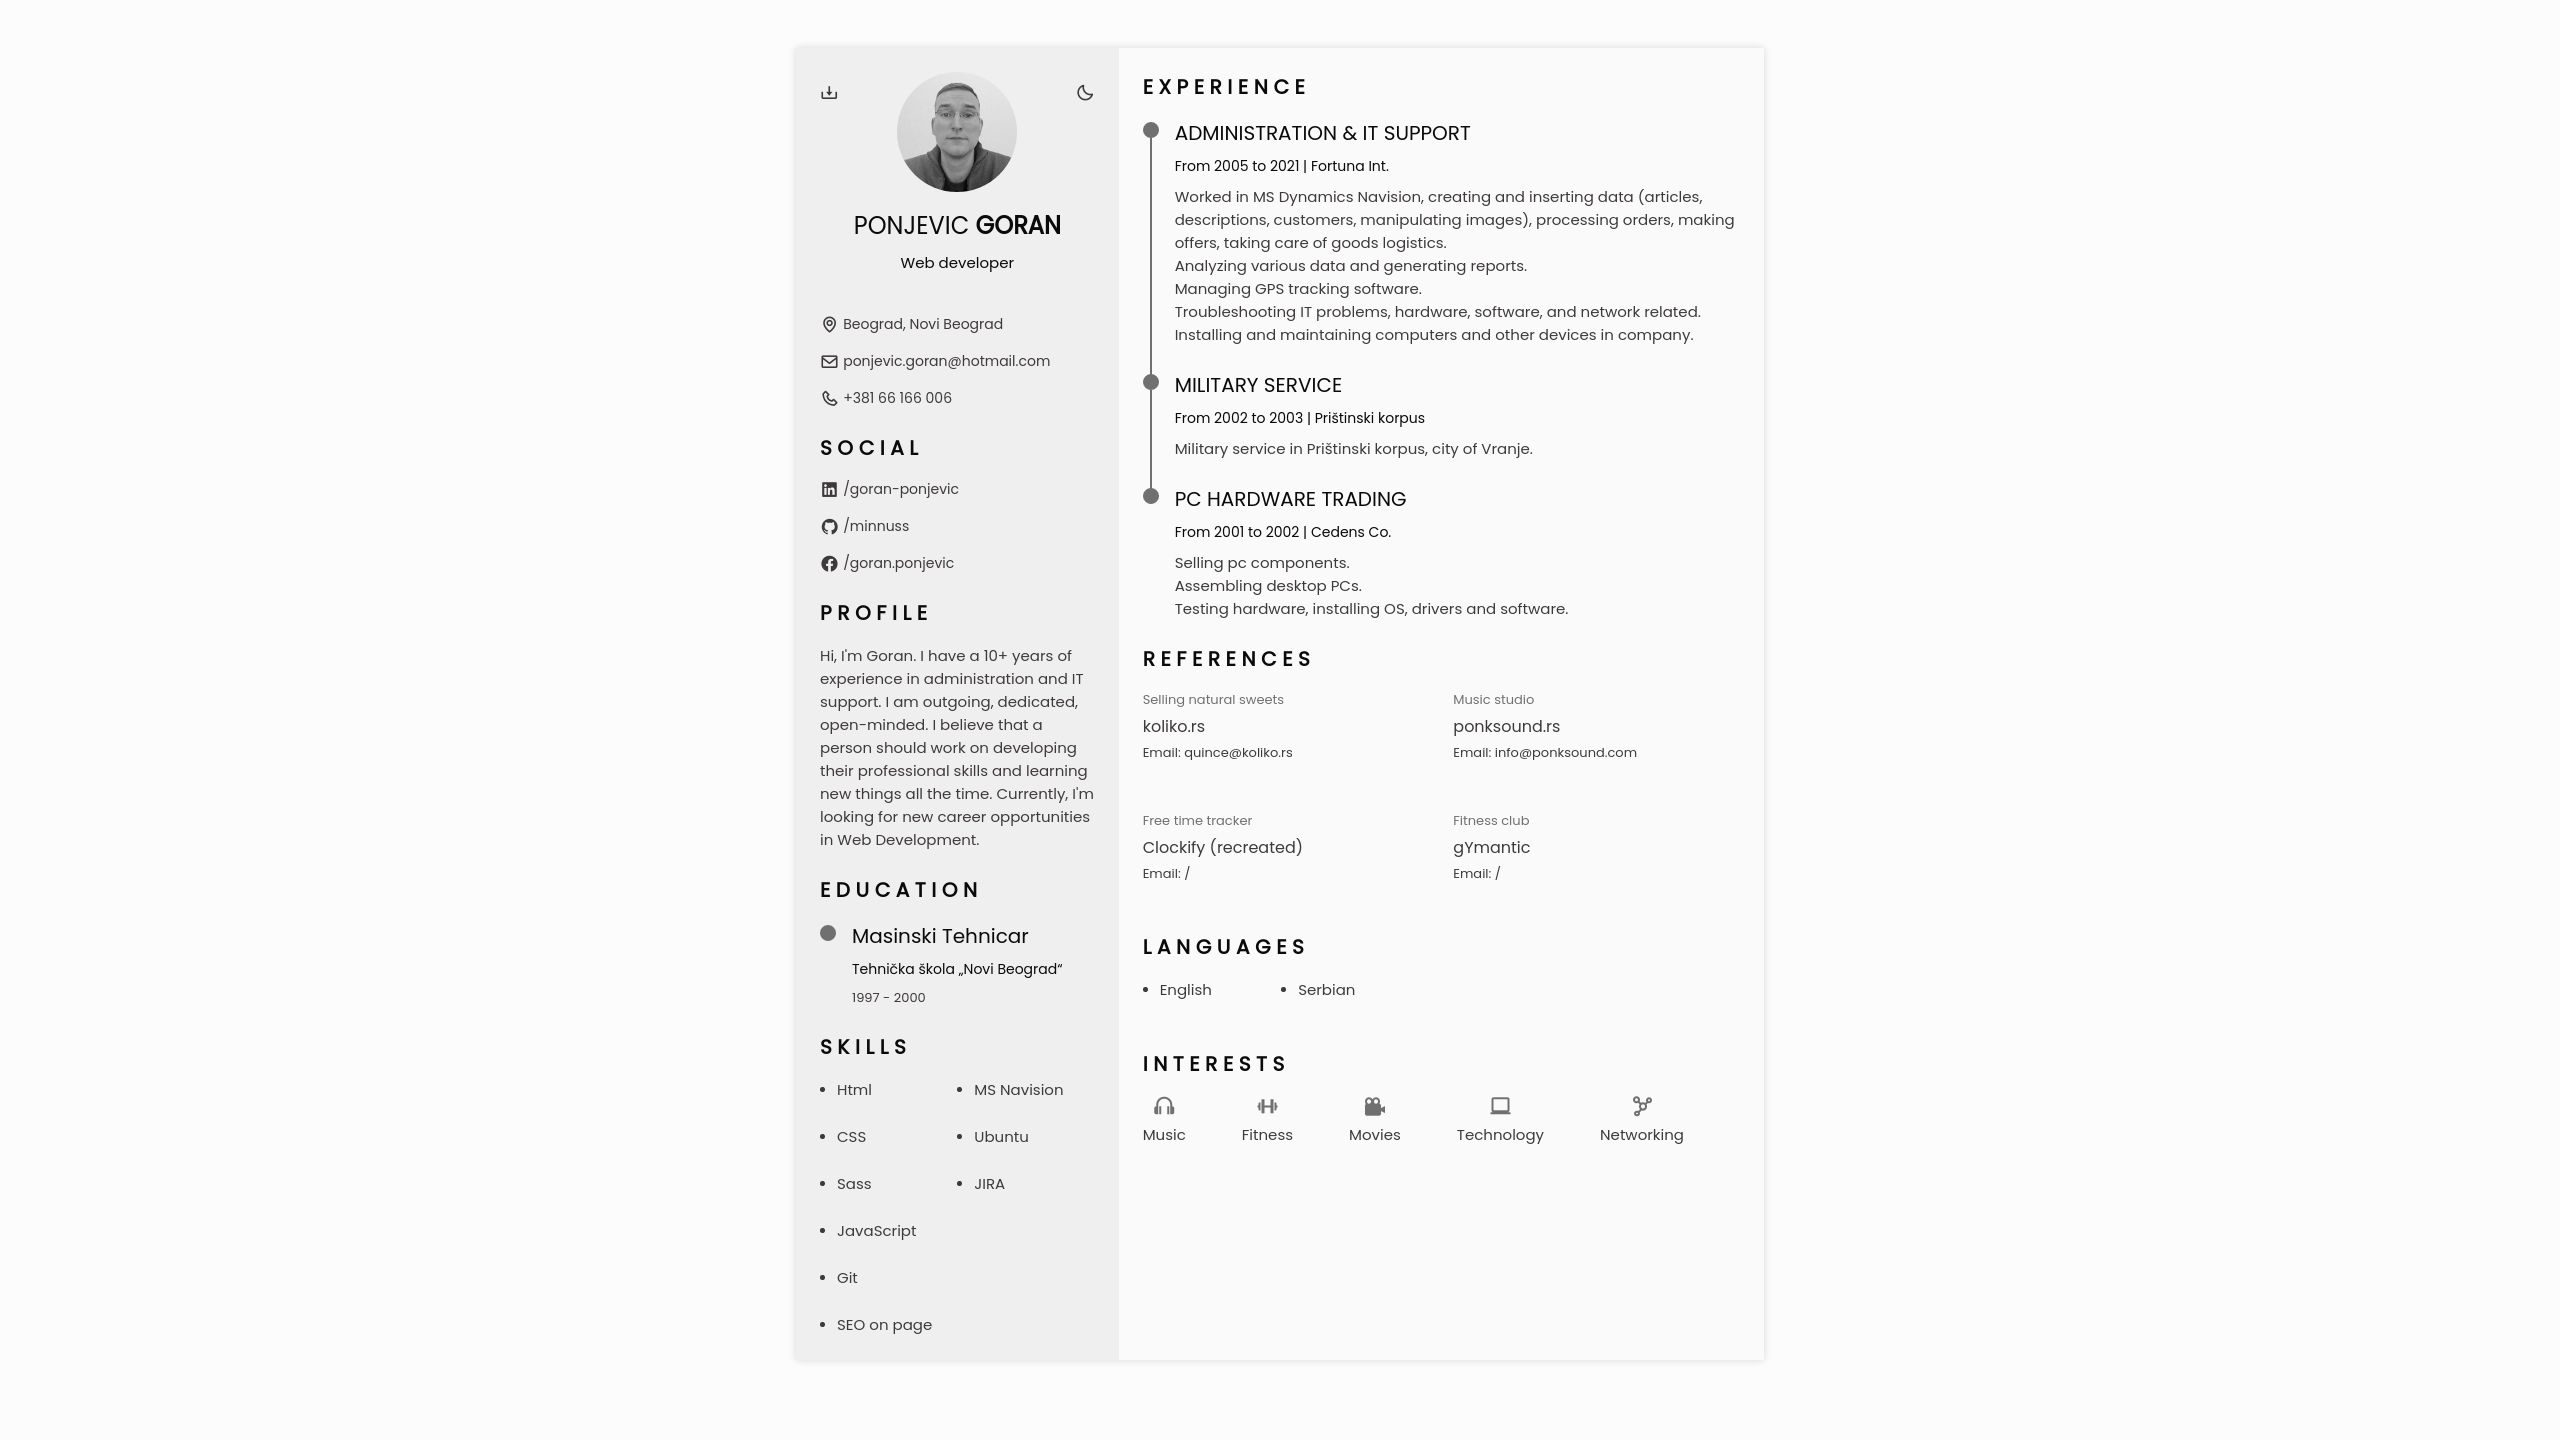 PONJEVIC GORAN
Web developer
Beograd, Novi Beograd
ponjevic.goran@hotmail.com
+381 66 166 006
SOCIAL
/goran-ponjevic
/minnuss
/goran.ponjevic
PROFILE
Hi, I'm Goran. I have a 10+ years of
experience in administration and IT
support. I am outgoing, dedicated,
open-minded. I believe that a
person should work on developing
their professional skills and learning
new things all the time. Currently, I'm
looking for new career opportunities
in Web Development.
EDUCATION
Masinski Tehnicar
Tehnička škola „Novi Beograd“
1997 - 2000
SKILLS
Html
CSS
Sass
JavaScript
Git
SEO on page
MS Navision
Ubuntu
JIRA
EXPERIENCE
ADMINISTRATION & IT SUPPORT
From 2005 to 2021 | Fortuna Int.
Worked in MS Dynamics Navision, creating and inserting data (articles,
descriptions, customers, manipulating images), processing orders, making
offers, taking care of goods logistics.
Analyzing various data and generating reports.
Managing GPS tracking software.
Troubleshooting IT problems, hardware, software, and network related.
Installing and maintaining computers and other devices in company.
MILITARY SERVICE
From 2002 to 2003 | Prištinski korpus
Military service in Prištinski korpus, city of Vranje.
PC HARDWARE TRADING
From 2001 to 2002 | Cedens Co.
Selling pc components.
Assembling desktop PCs.
Testing hardware, installing OS, drivers and software.
REFERENCES
Selling natural sweets
koliko.rs
Email: quince@koliko.rs
Music studio
ponksound.rs
Email: info@ponksound.com
Free time tracker
Clockify (recreated)
Email: /
Fitness club
gYmantic
Email: /
LANGUAGES
English
Serbian
INTERESTS
Music
Fitness
Movies
Technology
Networking